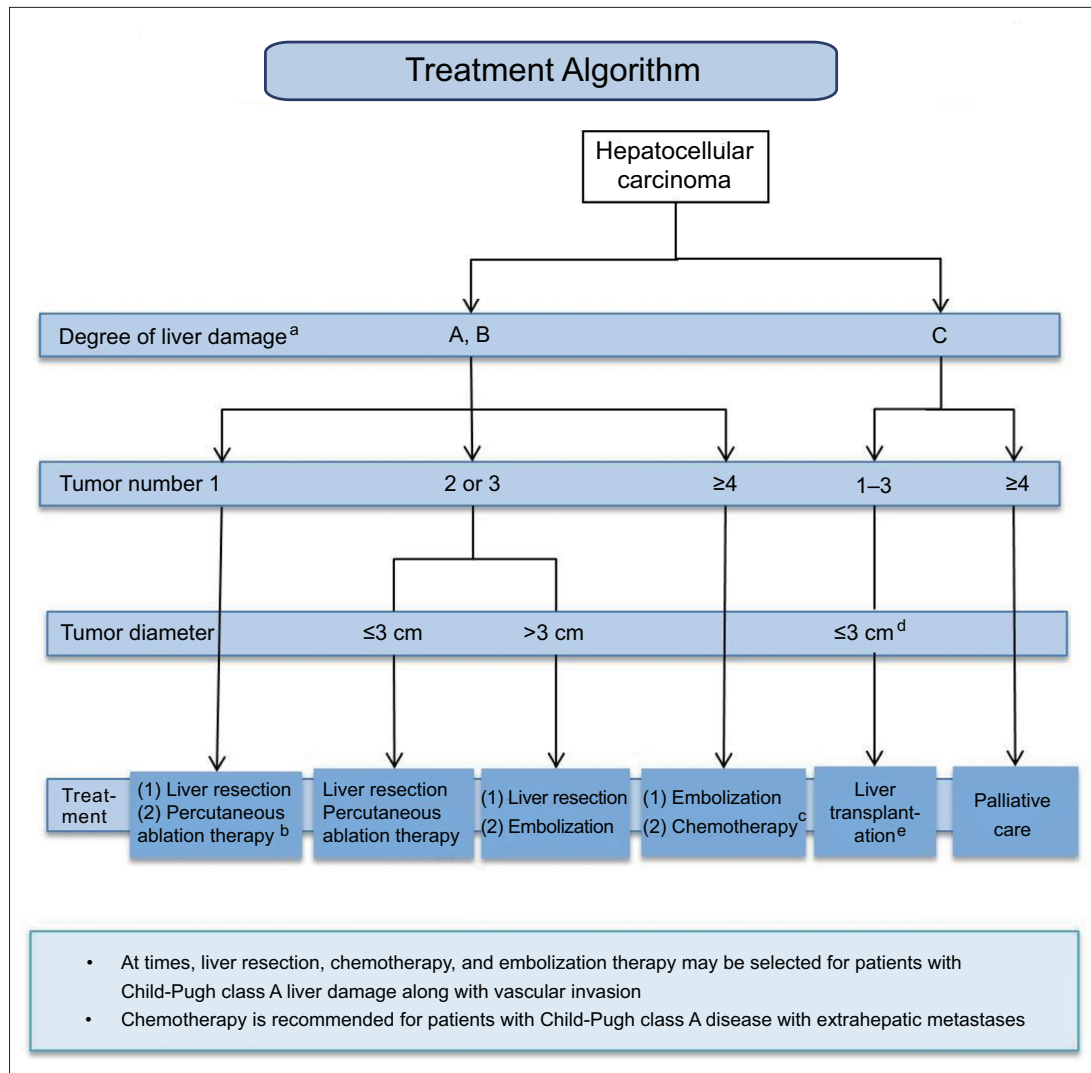 Treatment Algorithm
Hepatocellular
carcinoma
Degree of liver damage a A, B C
Tumor number 1 2 or 3 ≥4 1–3 ≥4
Tumor diameter ≤3 cm >3 cm ≤3 cm d
Treat-
ment
(1) Liver resection
(2) Percutaneous
ablation therapy b
Liver resection
Percutaneous
ablation therapy
(1) Liver resection
(2) Embolization
(1) Embolization
(2) Chemotherapy c
Liver
transplant-
ation e
Palliative
care
• At times, liver resection, chemotherapy, and embolization therapy may be selected for patients with
Child-Pugh class A liver damage along with vascular invasion
• Chemotherapy is recommended for patients with Child-Pugh class A disease with extrahepatic metastases